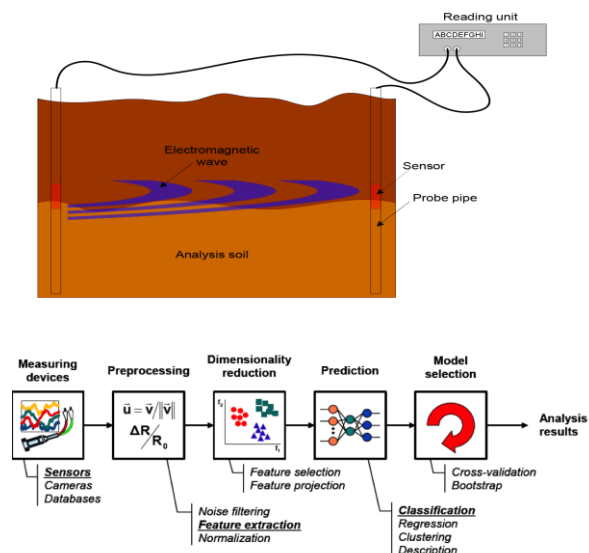 Reading unit
ABCDEFGHI
Electromagnetic
wave
Sensor
Probe pipe
Analysis soil
Measuring
devices
Preprocessing
Dimensionality
reduction
Prediction
Model
selection
u⃗ = v⃗/‖v⃗‖
ΔR/R₀
f₂
f₁
Analysis
results
Sensors
Cameras
Databases
Noise filtering
Feature extraction
Normalization
Feature selection
Feature projection
Classification
Regression
Clustering
Description
Cross-validation
Bootstrap